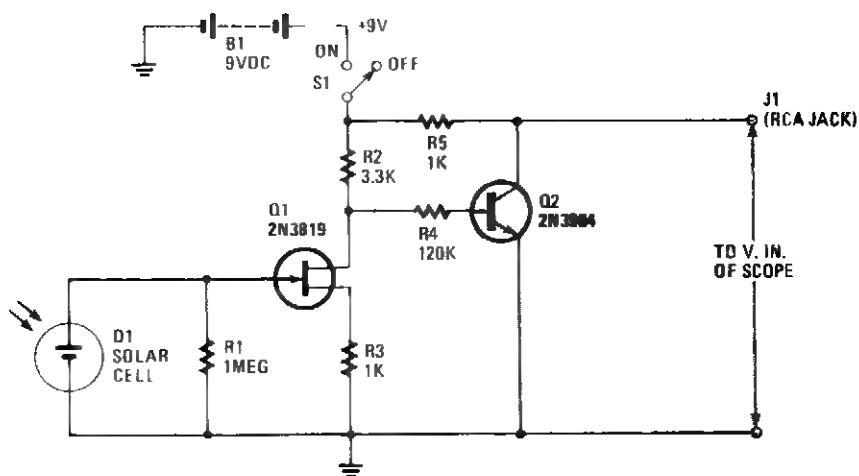 +9V
B1
9VDC
ON
OFF
S1
J1
(RCA JACK)
R5
1K
R2
3.3K
Q1
2N3819
Q2
R4
120K
TO V. IN.
OF SCOPE
D1
SOLAR
CELL
R1
1MEG
R3
1K